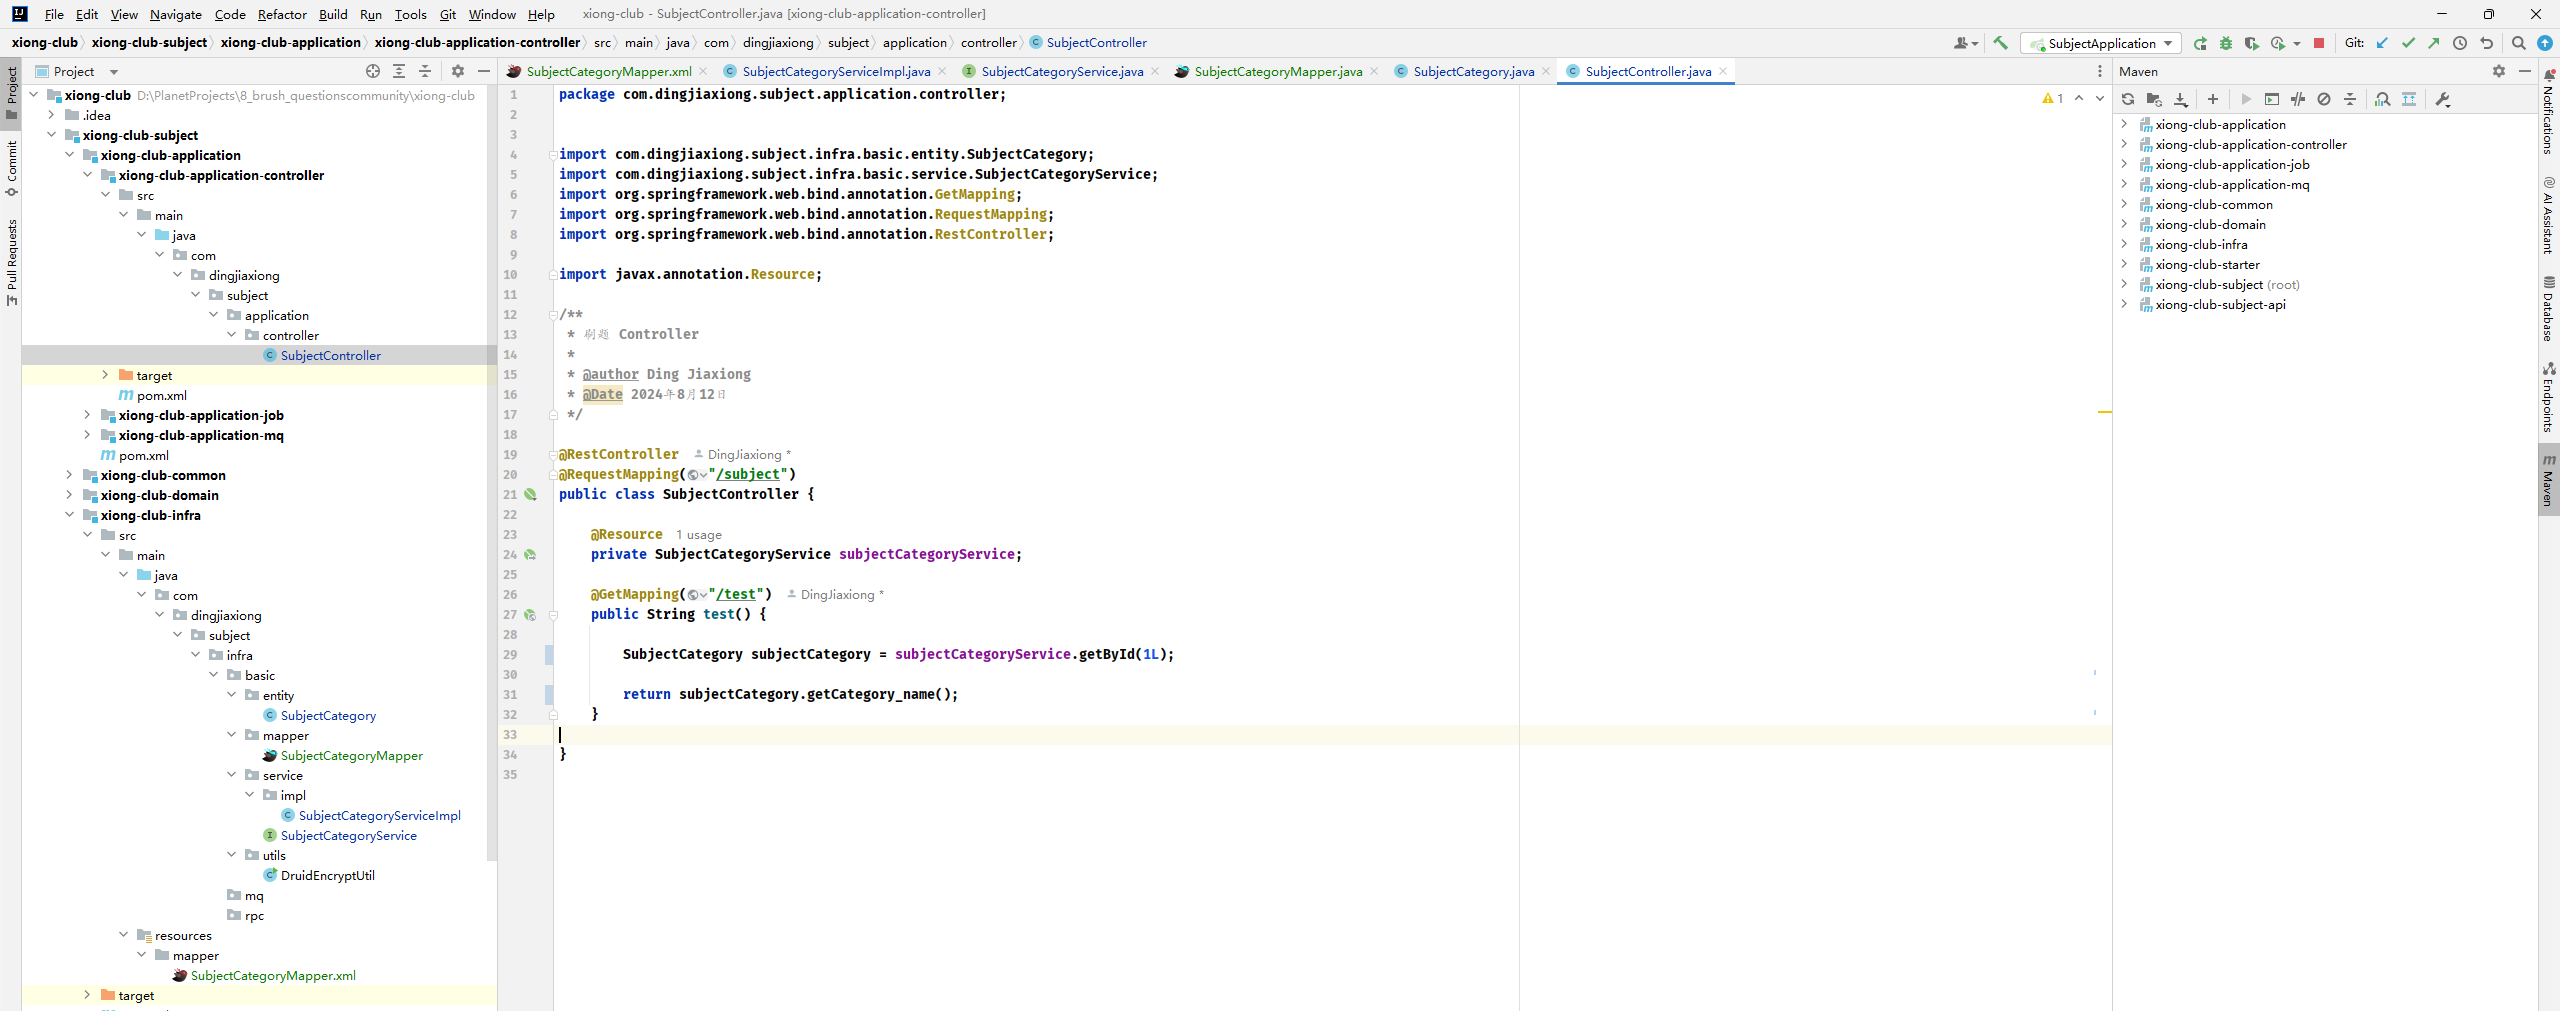 File Edit View Navigate Code Refactor Build Run Tools Git Window Help xiong-club - SubjectController.java [xiong-club-application-controller]
xiong-club xiong-club-subject xiong-club-application xiong-club-application-controller src main java com dingjiaxiong subject application controller SubjectController SubjectApplication Git:
Project
Commit
Pull Requests
Project
xiong-club D:\PlanetProjects\8_brush_questionscommunity\xiong-club
.idea
xiong-club-subject
xiong-club-application
xiong-club-application-controller
src
main
java
com
dingjiaxiong
subject
application
controller
SubjectController
target
pom.xml
xiong-club-application-job
xiong-club-application-mq
pom.xml
xiong-club-common
xiong-club-domain
xiong-club-infra
src
main
java
com
dingjiaxiong
subject
infra
basic
entity
SubjectCategory
mapper
SubjectCategoryMapper
service
impl
SubjectCategoryServiceImpl
SubjectCategoryService
utils
DruidEncryptUtil
mq
rpc
resources
mapper
SubjectCategoryMapper.xml
target
SubjectCategoryMapper.xml SubjectCategoryServiceImpl.java SubjectCategoryService.java SubjectCategoryMapper.java SubjectCategory.java SubjectController.java
1 package com.dingjiaxiong.subject.application.controller;
2
3
4 import com.dingjiaxiong.subject.infra.basic.entity.SubjectCategory;
5 import com.dingjiaxiong.subject.infra.basic.service.SubjectCategoryService;
6 import org.springframework.web.bind.annotation.GetMapping;
7 import org.springframework.web.bind.annotation.RequestMapping;
8 import org.springframework.web.bind.annotation.RestController;
9
10 import javax.annotation.Resource;
11
12 /**
13 * 刷题 Controller
14 *
15 * @author Ding Jiaxiong
16 * @Date 2024年8月12日
17 */
18
19 @RestController DingJiaxiong *
20 @RequestMapping("/subject")
21 public class SubjectController {
22
23 @Resource 1 usage
24 private SubjectCategoryService subjectCategoryService;
25
26 @GetMapping("/test") DingJiaxiong *
27 public String test() {
28
29 SubjectCategory subjectCategory = subjectCategoryService.getById(1L);
30
31 return subjectCategory.getCategory_name();
32 }
33
34 }
35
1
Maven
xiong-club-application
xiong-club-application-controller
xiong-club-application-job
xiong-club-application-mq
xiong-club-common
xiong-club-domain
xiong-club-infra
xiong-club-starter
xiong-club-subject (root)
xiong-club-subject-api
Notifications
AI Assistant
Database
Endpoints
Maven